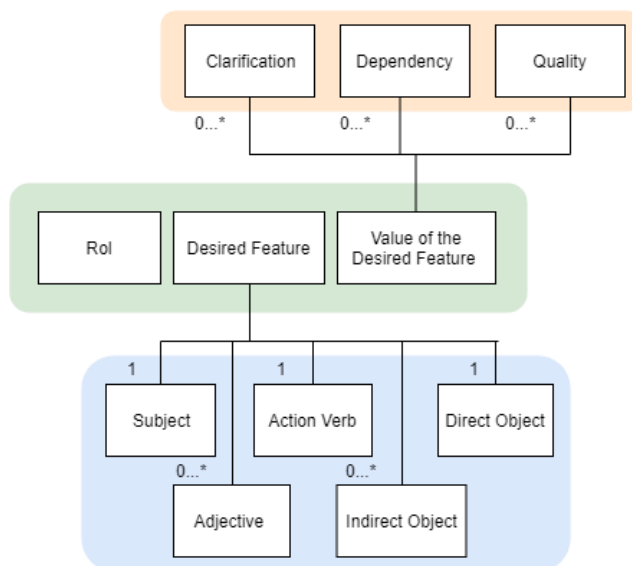 Clarification
Dependency
Quality
0...*
0...*
0...*
RoI
Desired Feature
Value of the
Desired Feature
1
1
1
Subject
Action Verb
Direct Object
0...*
0...*
Adjective
Indirect Object